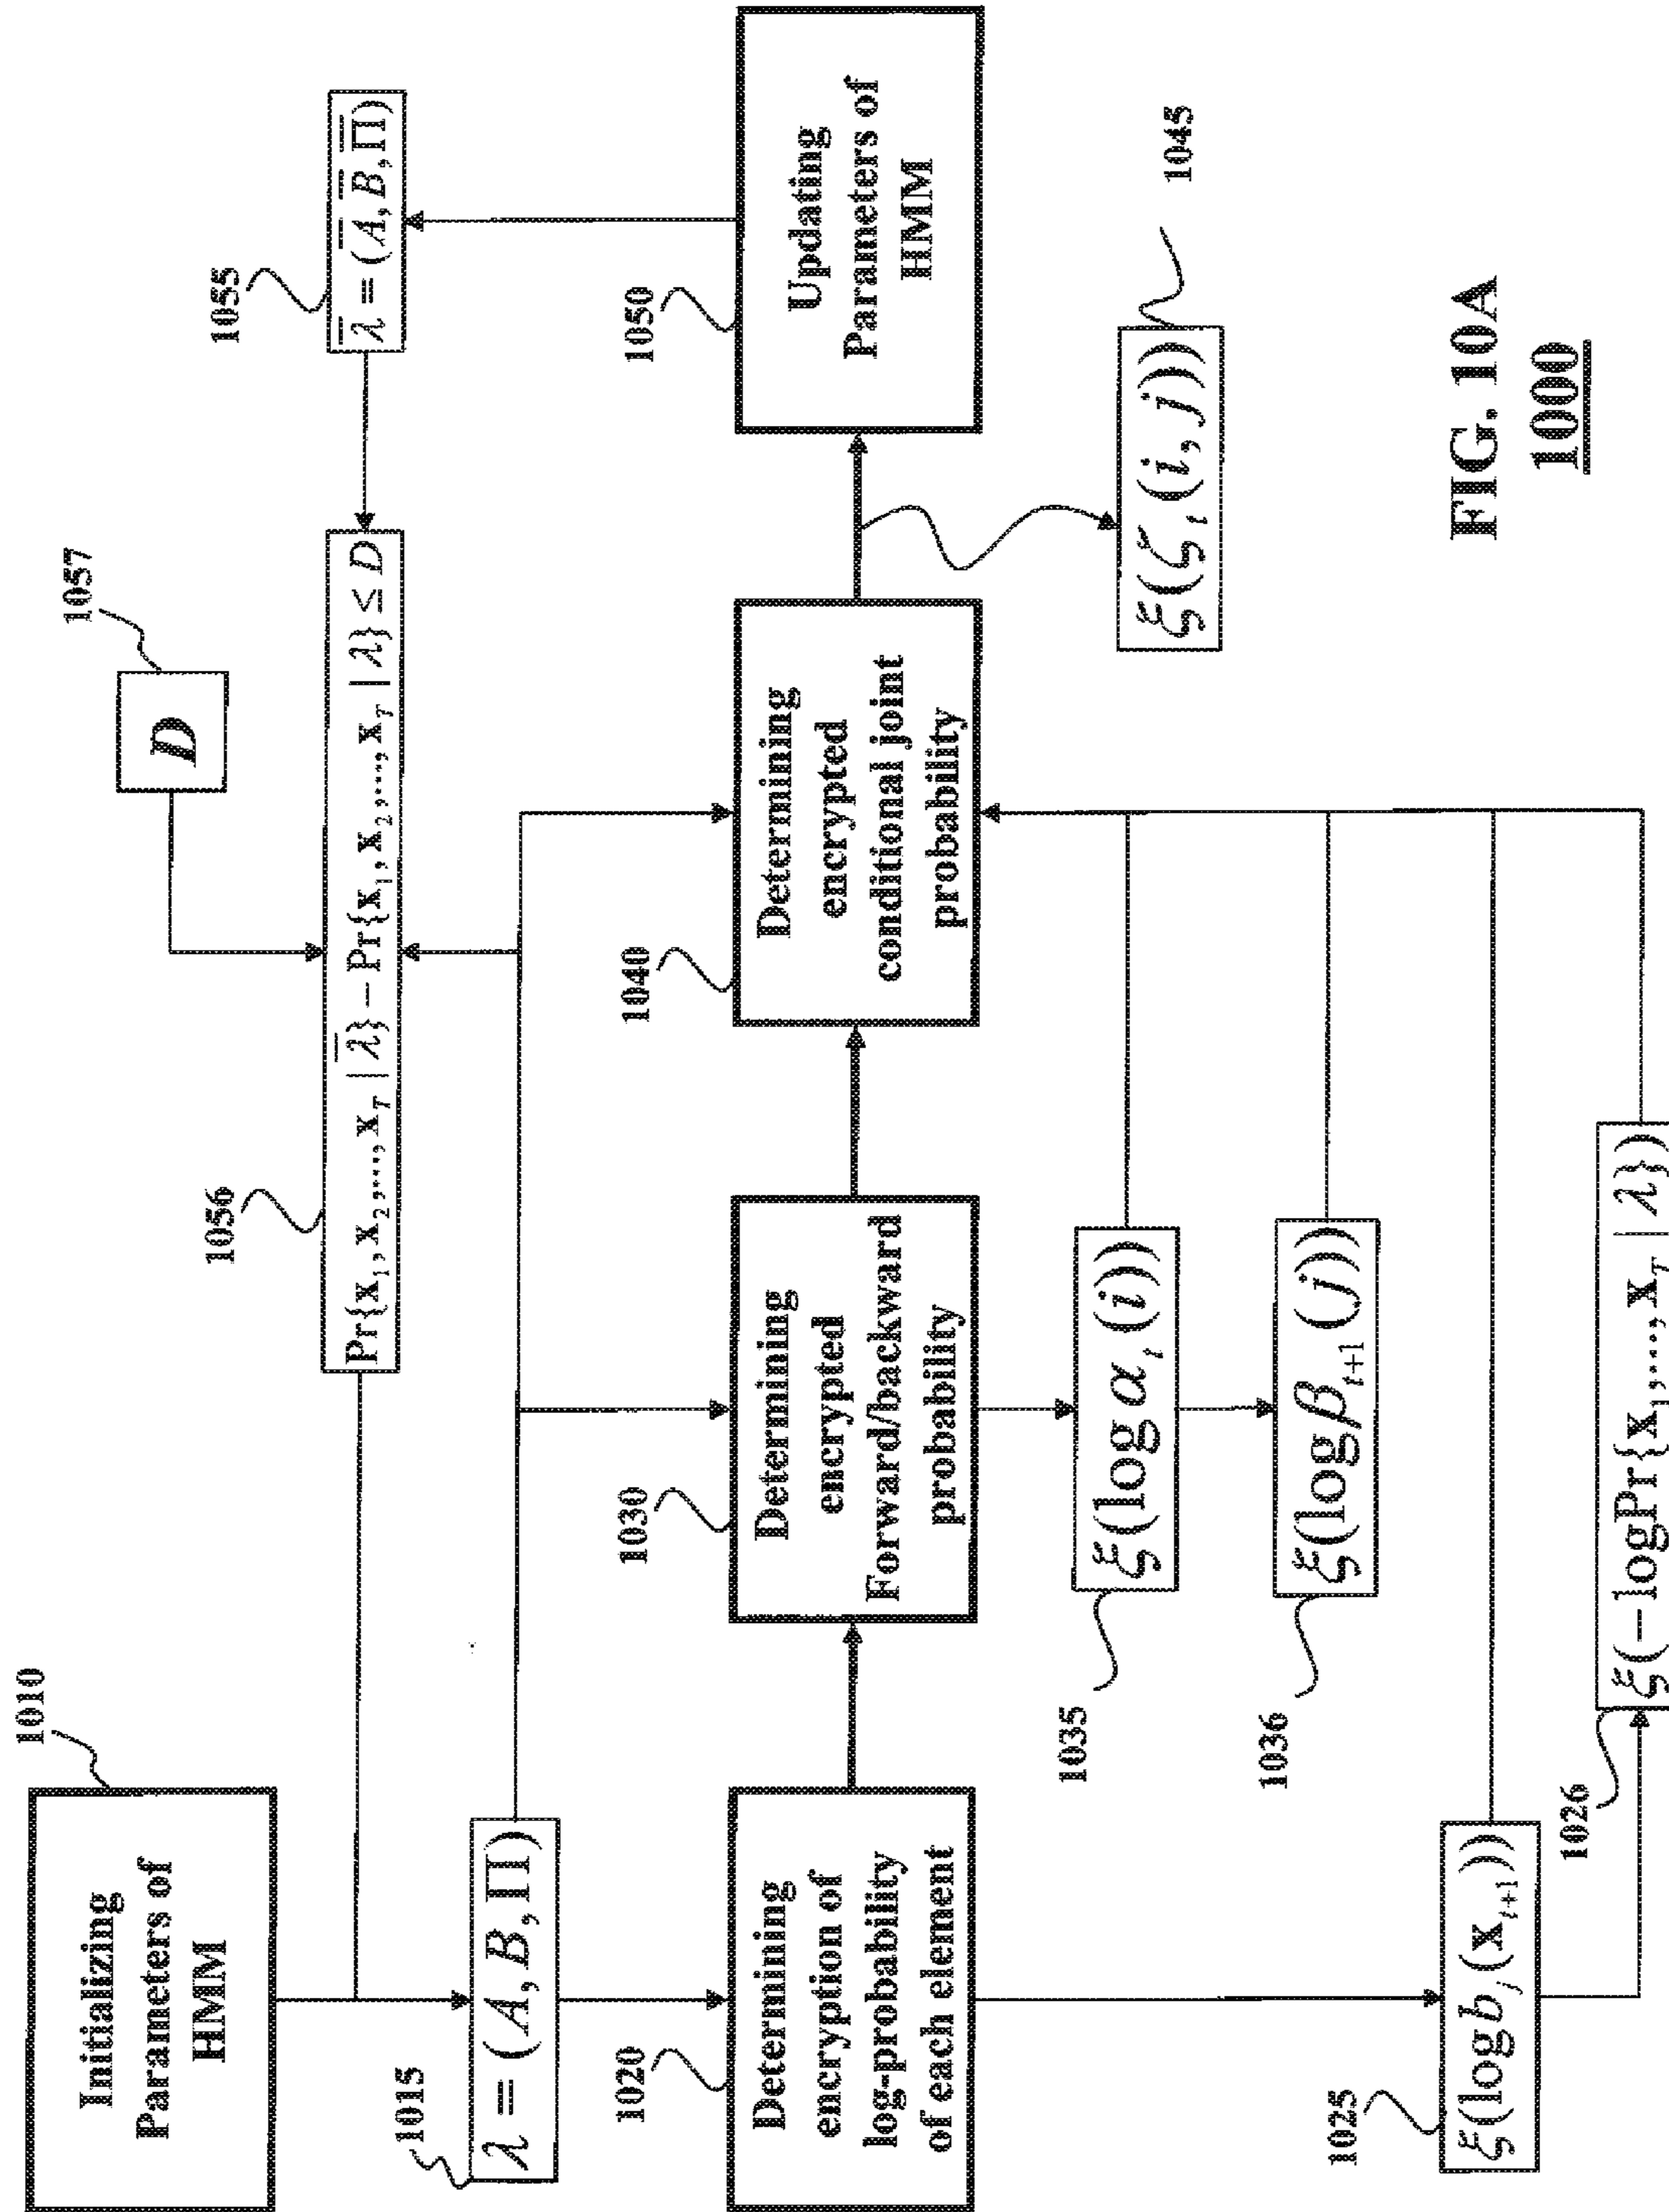 1010
Initializing
Parameters of
HMM
1015
λ = (A, B, Π)
1020
Determining
encryption of
log-probability
of each element
1025
ξ(log b_j (x_{t+1}))
1026
ξ(−log Pr{x_1,..., x_T | λ})
1030
Determining
encrypted
Forward/backward
probability
1035
ξ(log α_t (i))
1036
ξ(log β_{t+1} (j))
1040
Determining
encrypted
conditional joint
probability
1045
ξ(ζ_t (i, j))
1050
Updating
Parameters of
HMM
1055
λ̅ = (A̅, B̅, Π̅)
1056
Pr{x_1, x_2,..., x_T | λ̅} − Pr{x_1, x_2,..., x_T | λ} ≤ D
1057
D
FIG. 10A
1000